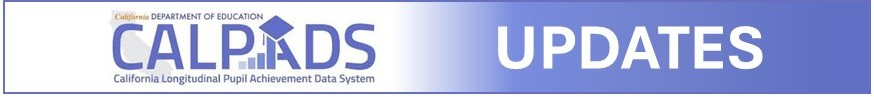 California DEPARTMENT OF EDUCATION
CALPADS
California Longitudinal Pupil Achievement Data System
UPDATES